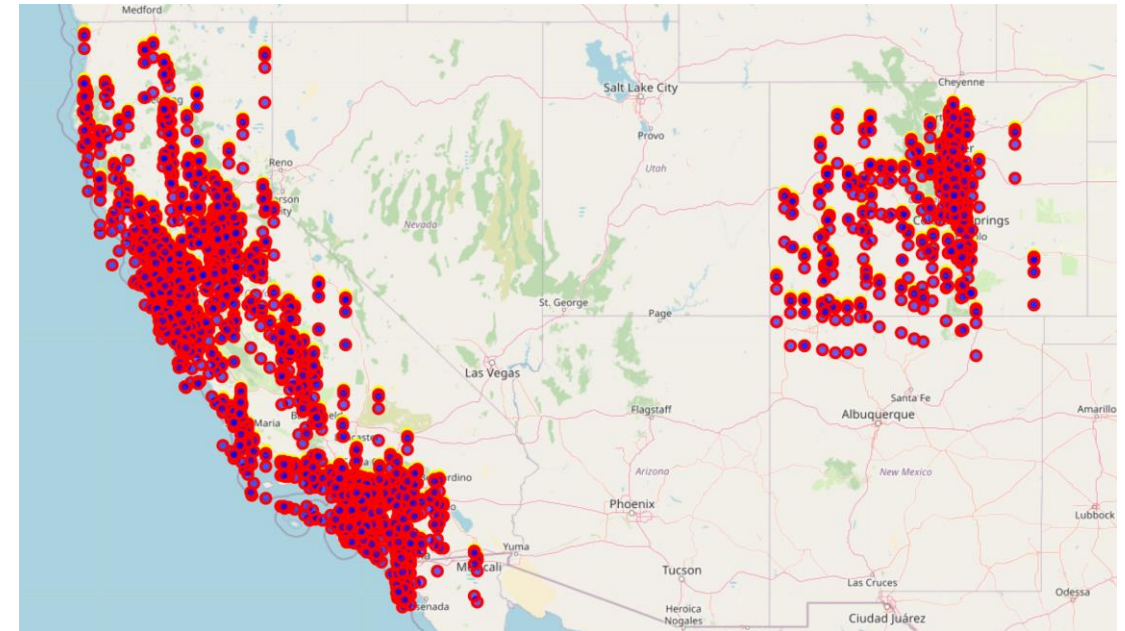 Medford
Cheyenne
Salt Lake City
Provo
Reno
Utah
Nevada
St. George
Page
Las Vegas
Santa Fe
Flagstaff
Albuquerque
Amarillo
Maria
Arizona
New Mexico
Phoenix
Lubbock
Yuma
Tucson
Las Cruces
Odessa
Heroica
Nogales
Ciudad Juárez